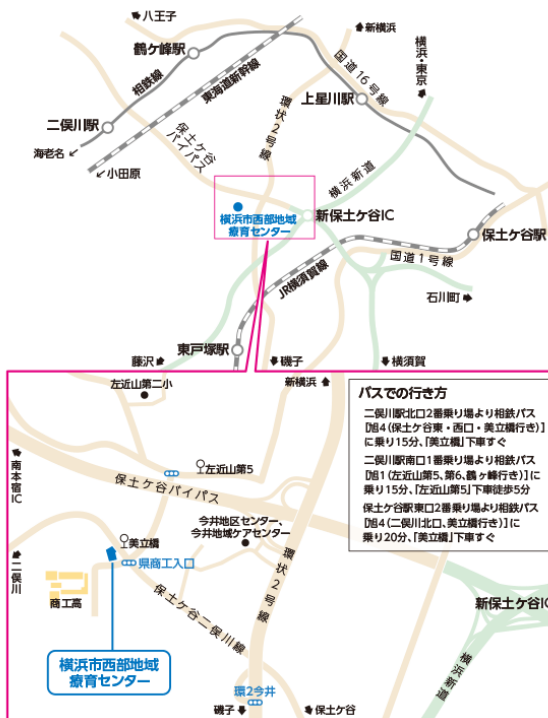 八王子
新横浜
横浜・東京
鶴ケ峰駅
国道16号線
相鉄線
東海道新幹線
環状2号線
上星川駅
二俣川駅
保土ケ谷
バイパス
海老名
小田原
横浜新道
横浜市西部地域
療育センター
新保土ケ谷IC
保土ケ谷駅
国道1号線
JR横須賀線
石川町
東戸塚駅
藤沢
磯子
横須賀
新横浜
左近山第二小
バスでの行き方
二俣川駅北口2番乗り場より相鉄バス
[旭4(保土ケ谷東・西口・美立橋行き)]
に乗り15分、「美立橋」下車すぐ
二俣川駅南口1番乗り場より相鉄バス
[旭1(左近山第5、第6、鶴ヶ峰行き)]に
乗り15分、「左近山第5」下車徒歩5分
保土ケ谷駅東口2番乗り場より相鉄バス
[旭4(二俣川北口、美立橋行き)]に
乗り20分、「美立橋」下車すぐ
南本宿IC
左近山第5
保土ケ谷バイパス
今井地区センター、
今井地域ケアセンター
環状2号線
美立橋
二俣川
県商工入口
商工高
保土ケ谷二俣川線
新保土ケ谷IC
横浜市西部地域
療育センター
環2今井
横浜新道
磯子
保土ケ谷